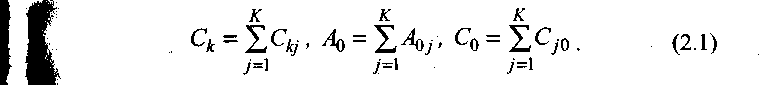 $C_k = \sum_{j=1}^{K} C_{kj}, \; A_0 = \sum_{j=1}^{K} A_{0j}, \; C_0 = \sum_{j=1}^{K} C_{j0}.$ (2.1)